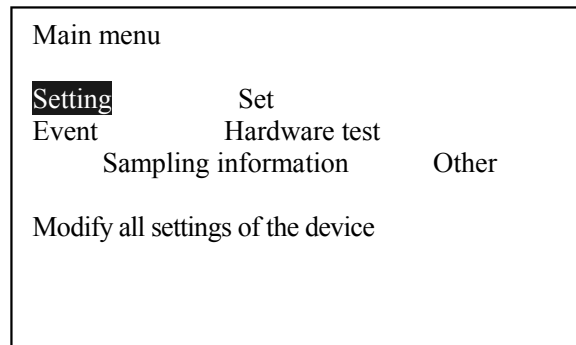 Main menu
Setting Set
Event Hardware test
Sampling information Other
Modify all settings of the device